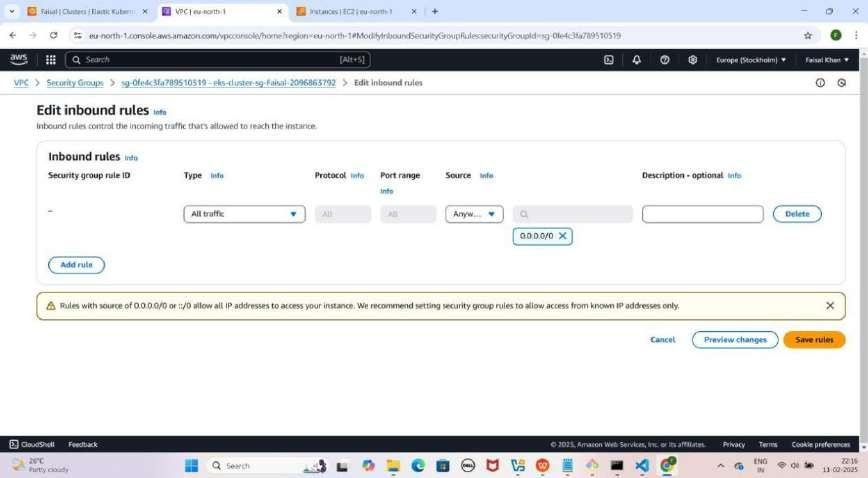 Faisal | Clusters | Elastic Kubern
VPC | eu-north-1
Instances | EC2 | eu-north-1
eu-north-1.console.aws.amazon.com/vpcconsole/home?region=eu-north-1#ModifyInboundSecurityGroupRules:securityGroupId=sg-0fe4c3fa789510519
aws
Search
[Alt+S]
Europe (Stockholm)
Faisal Khan
VPC > Security Groups > sg-0fe4c3fa789510519 - eks-cluster-sg-Faisal-2096863792 > Edit inbound rules
Edit inbound rules Info
Inbound rules control the incoming traffic that's allowed to reach the instance.
Inbound rules Info
Security group rule ID Type Info Protocol Info Port range Info Source Info Description - optional Info
– All traffic All All Anyw... Delete
0.0.0.0/0
Add rule
Rules with source of 0.0.0.0/0 or ::/0 allow all IP addresses to access your instance. We recommend setting security group rules to allow access from known IP addresses only.
Cancel Preview changes Save rules
CloudShell Feedback © 2025, Amazon Web Services, Inc. or its affiliates. Privacy Terms Cookie preferences
26°C
Partly cloudy
Search
DELL
ENG
IN
22:16
11-02-2025